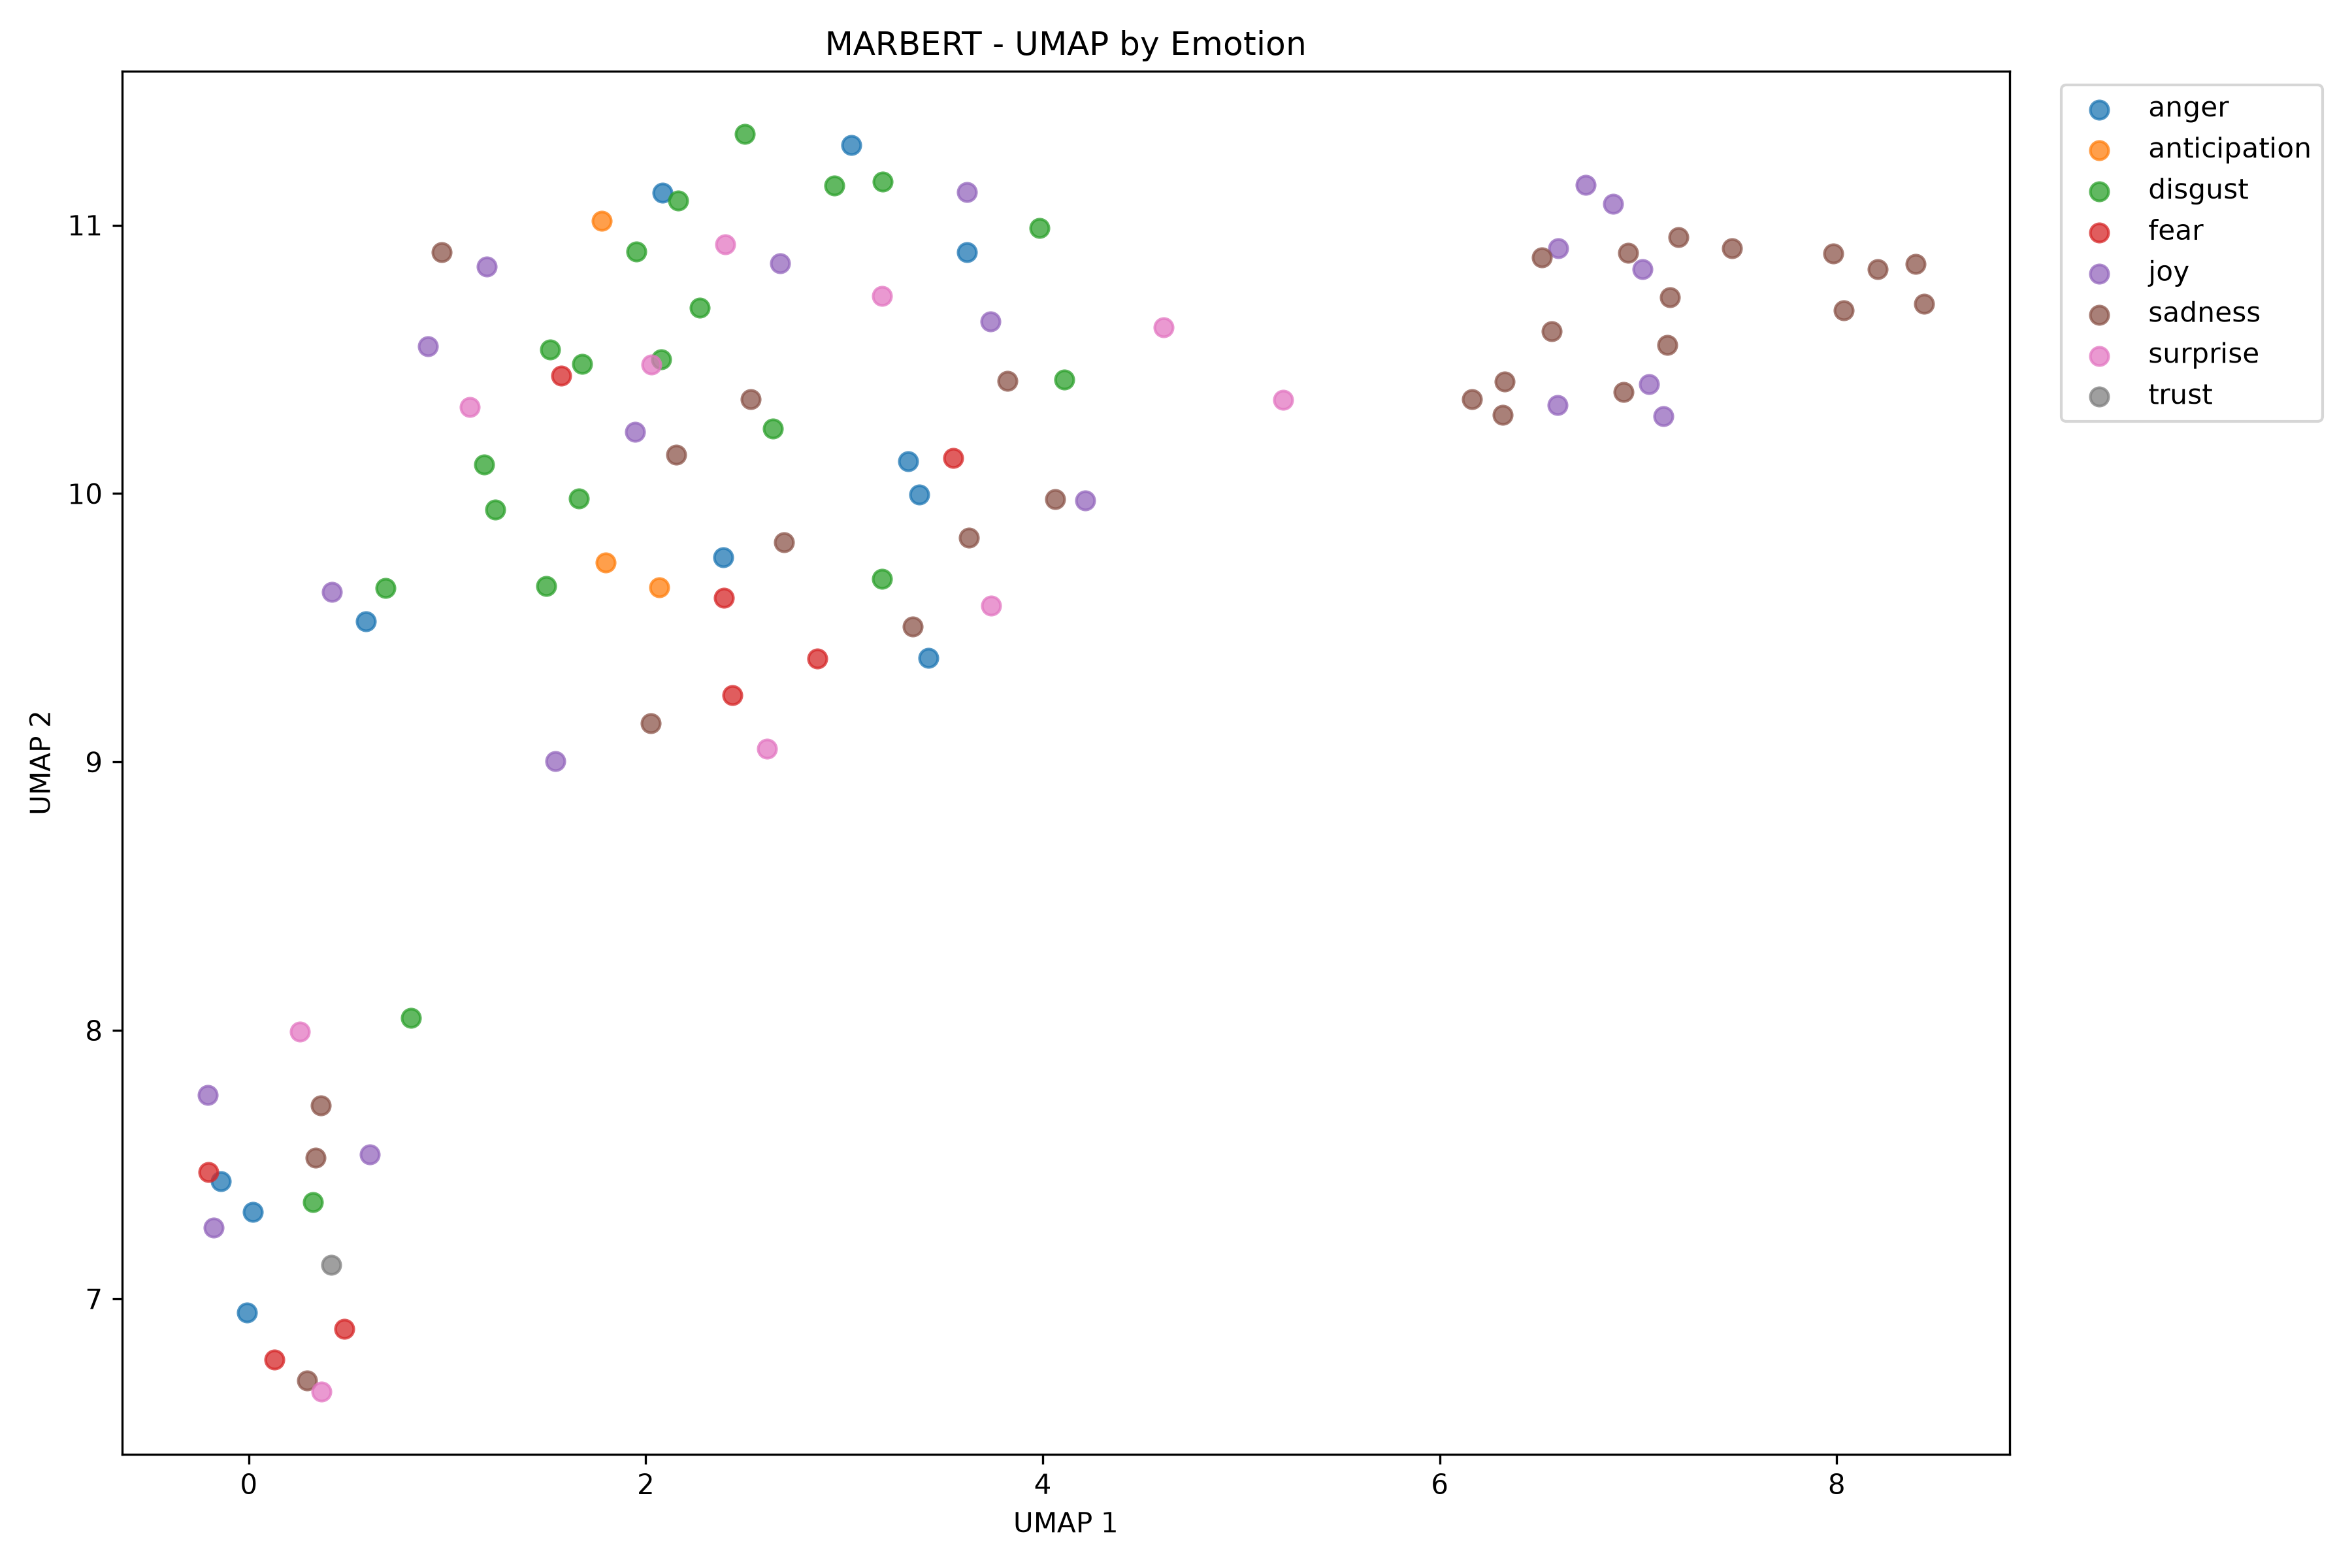 MARBERT - UMAP by Emotion
anger
anticipation
disgust
fear
joy
sadness
surprise
trust
UMAP 2
11
10
9
8
7
0 2 4 6 8
UMAP 1